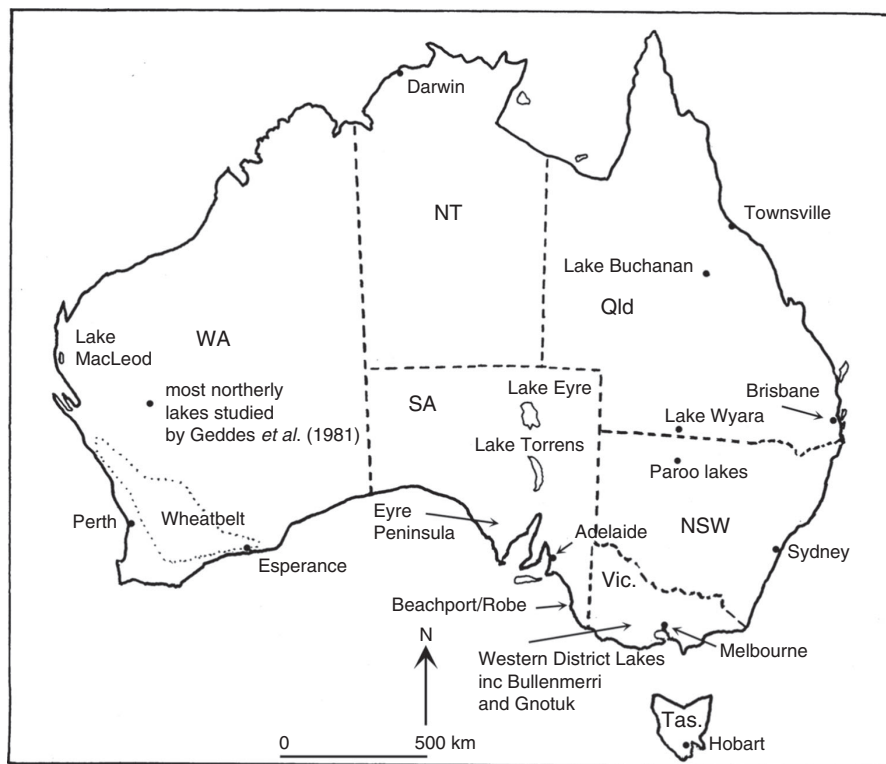 Darwin
NT
Townsville
Lake Buchanan
Qld
Lake
MacLeod
WA
most northerly
lakes studied
by Geddes et al. (1981)
SA
Lake Eyre
Brisbane
Lake Wyara
Lake Torrens
Paroo lakes
Perth
Wheatbelt
Eyre
Peninsula
NSW
Adelaide
Sydney
Esperance
Vic.
Beachport/Robe
N
Western District Lakes
inc Bullenmerri
and Gnotuk
Melbourne
Tas.
0 500 km
Hobart